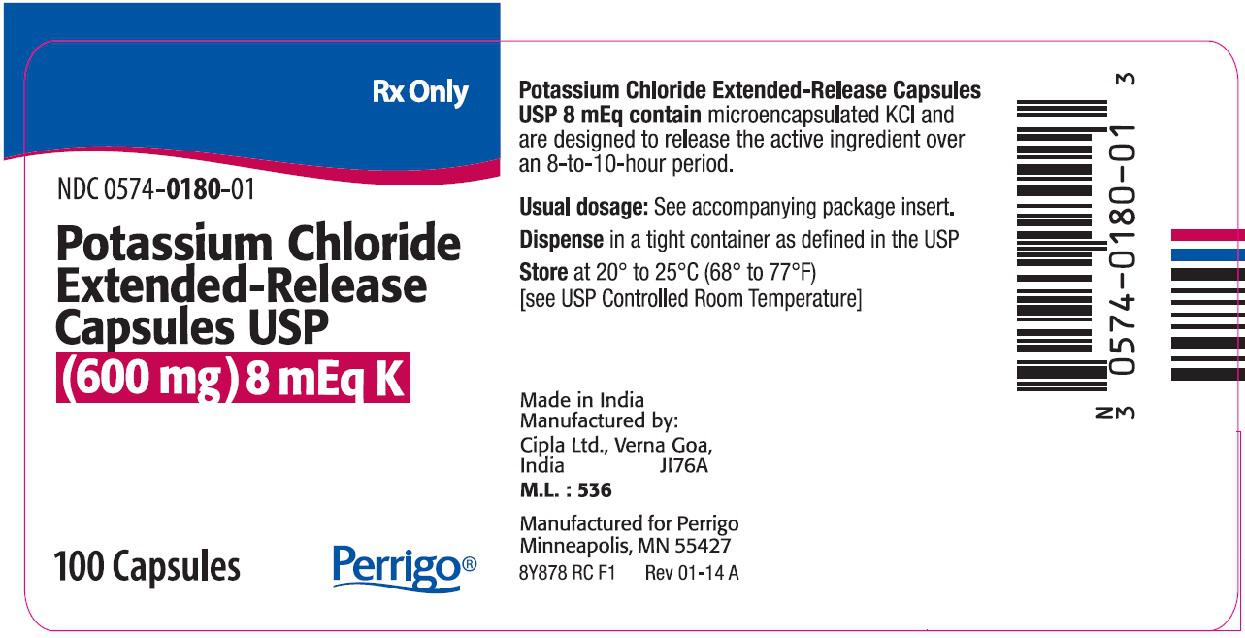 Rx Only
NDC 0574-0180-01
Potassium Chloride
Extended-Release
Capsules USP
(600 mg) 8 mEq K
100 Capsules
Perrigo®
Potassium Chloride Extended-Release Capsules
USP 8 mEq contain microencapsulated KCl and
are designed to release the active ingredient over
an 8-to-10-hour period.
Usual dosage: See accompanying package insert.
Dispense in a tight container as defined in the USP
Store at 20° to 25°C (68° to 77°F)
[see USP Controlled Room Temperature]
Made in India
Manufactured by:
Cipla Ltd., Verna Goa,
India JI76A
M.L. : 536
Manufactured for Perrigo
Minneapolis, MN 55427
8Y878 RC F1 Rev 01-14 A
N
3 0574-0180-01 3